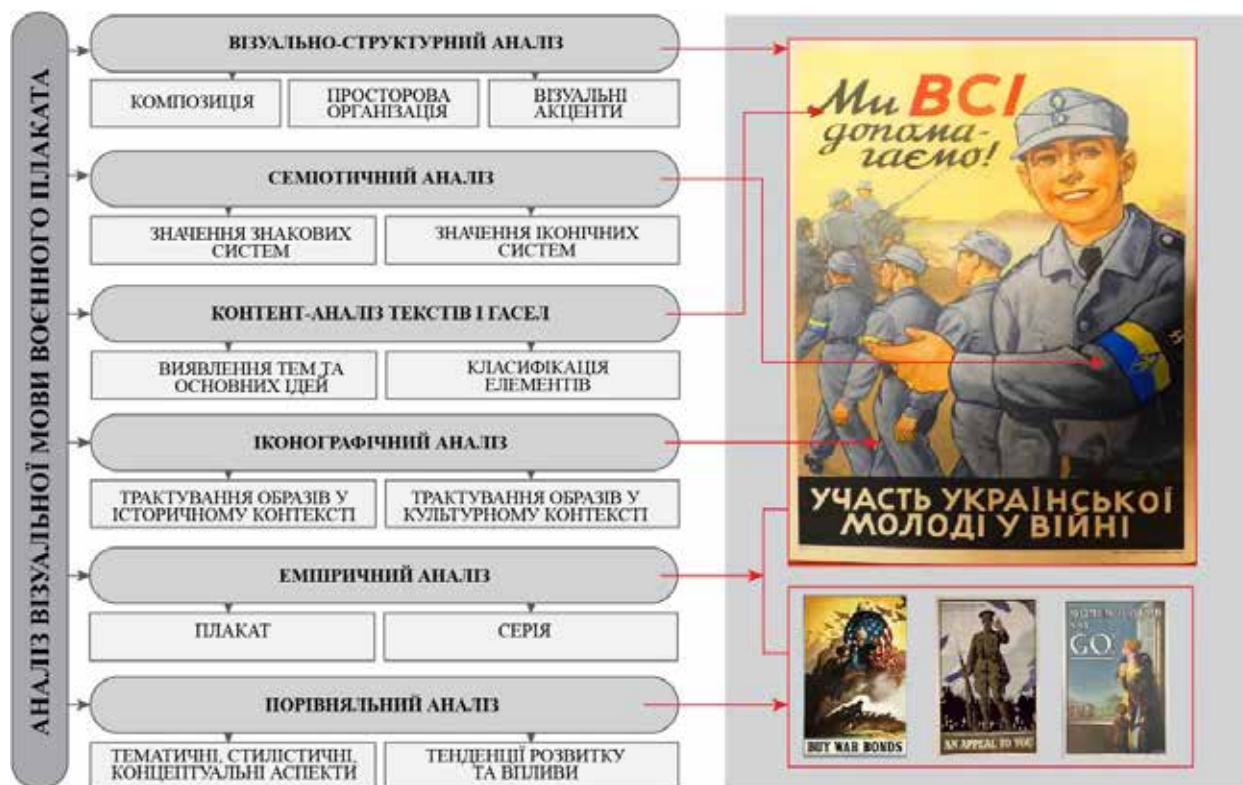 АНАЛІЗ ВІЗУАЛЬНОЇ МОВИ ВОЄННОГО ПЛАКАТА
ВІЗУАЛЬНО-СТРУКТУРНИЙ АНАЛІЗ
КОМПОЗИЦІЯ
ПРОСТОРОВА
ОРГАНІЗАЦІЯ
ВІЗУАЛЬНІ
АКЦЕНТИ
СЕМІОТИЧНИЙ АНАЛІЗ
ЗНАЧЕННЯ ЗНАКОВИХ
СИСТЕМ
ЗНАЧЕННЯ ІКОНІЧНИХ
СИСТЕМ
КОНТЕНТ-АНАЛІЗ ТЕКСТІВ І ГАСЕЛ
ВИЯВЛЕННЯ ТЕМ ТА
ОСНОВНИХ ІДЕЙ
КЛАСИФІКАЦІЯ
ЕЛЕМЕНТІВ
ІКОНОГРАФІЧНИЙ АНАЛІЗ
ТРАКТУВАННЯ ОБРАЗІВ У
ІСТОРИЧНОМУ КОНТЕКСТІ
ТРАКТУВАННЯ ОБРАЗІВ У
КУЛЬТУРНОМУ КОНТЕКСТІ
ЕМПІРИЧНИЙ АНАЛІЗ
ПЛАКАТ
СЕРІЯ
ПОРІВНЯЛЬНИЙ АНАЛІЗ
ТЕМАТИЧНІ, СТИЛІСТИЧНІ,
КОНЦЕПТУАЛЬНІ АСПЕКТИ
ТЕНДЕНЦІЇ РОЗВИТКУ
ТА ВПЛИВИ
Ми ВСІ
допома-
гаємо!
УЧАСТЬ УКРАЇНСЬКОЇ
МОЛОДІ У ВІЙНІ
BUY WAR BONDS
AN APPEAL TO YOU
SAY
GO